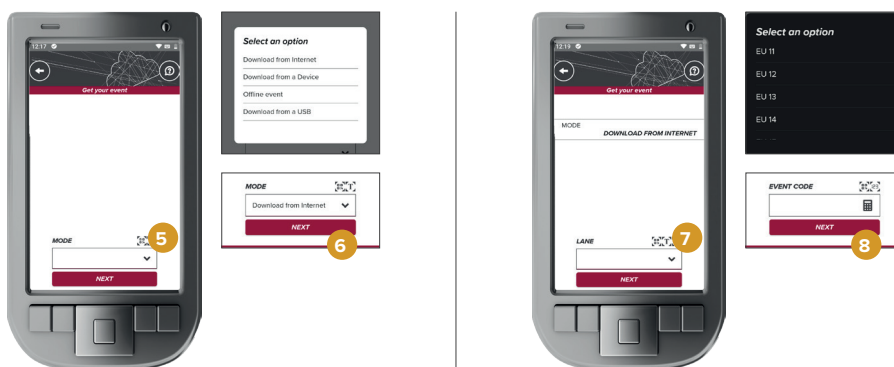 12:17
Get your event
MODE
NEXT
5
Select an option
Download from Internet
Download from a Device
Offline event
Download from a USB
MODE
T
Download from Internet
NEXT
6
12:19
Get your event
MODE
DOWNLOAD FROM INTERNET
LANE
T
NEXT
7
Select an option
EU 11
EU 12
EU 13
EU 14
EVENT CODE
NEXT
8